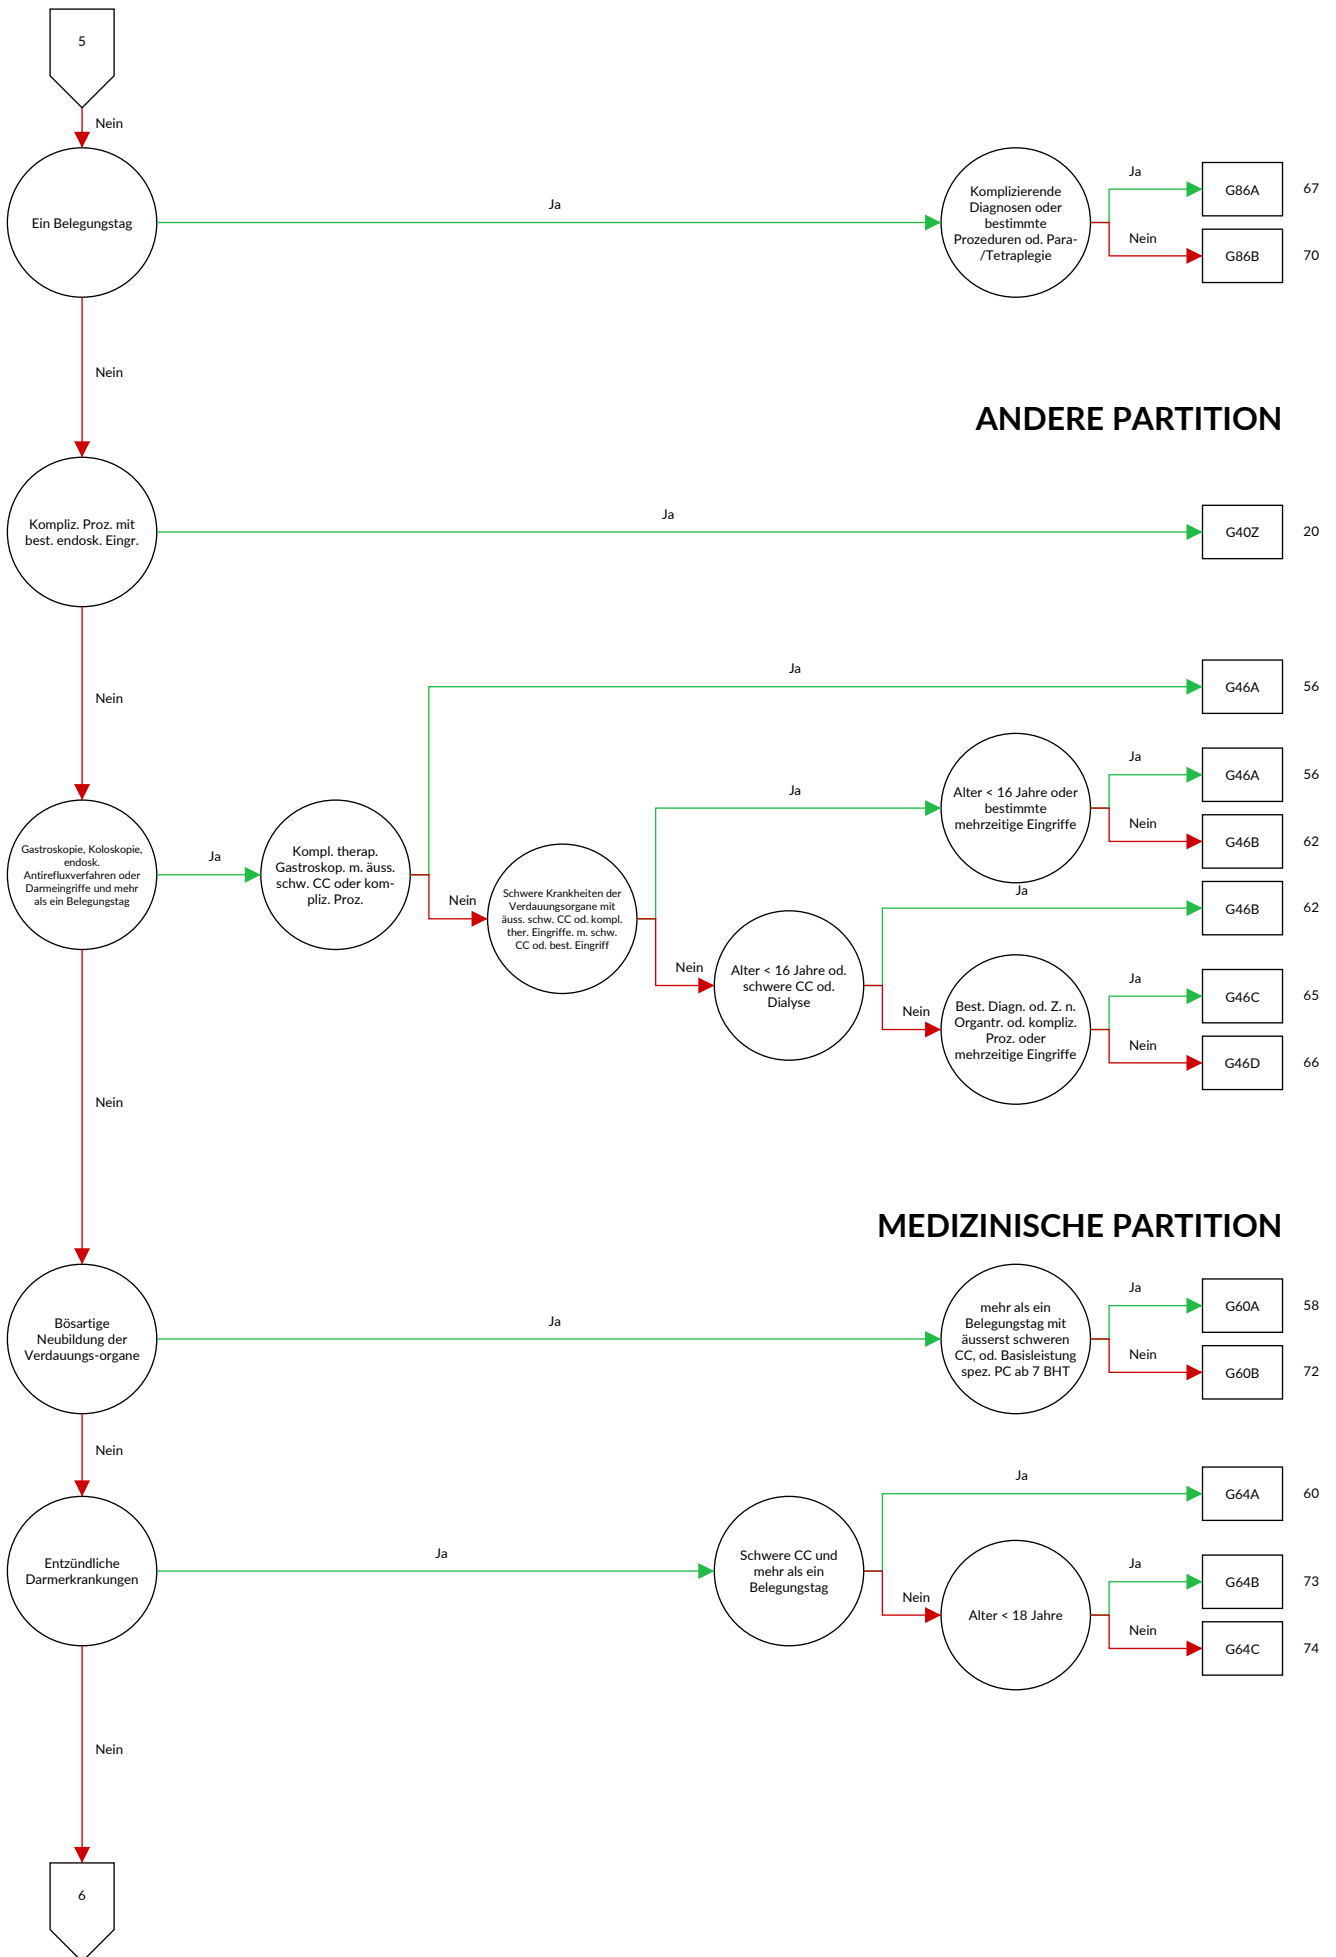 5
Nein
Ein Belegungstag
Ja
Komplizierende
Diagnosen oder
bestimmte
Prozeduren od. Para-
/Tetraplegie
Ja
G86A
67
Nein
G86B
70
Nein
ANDERE PARTITION
Kompliz. Proz. mit
best. endosk. Eingr.
Ja
G40Z
20
Nein
Ja
G46A
56
Gastroskopie, Koloskopie,
endosk.
Antirefluxverfahren oder
Darmeingriffe und mehr
als ein Belegungstag
Ja
Kompl. therap.
Gastroskop. m. äuss.
schw. CC oder kom-
pliz. Proz.
Nein
Schwere Krankheiten der
Verdauungsorgane mit
äuss. schw. CC od. kompl.
ther. Eingriffe. m. schw.
CC od. best. Eingriff
Ja
Alter < 16 Jahre oder
bestimmte
mehrzeitige Eingriffe
Ja
G46A
56
Nein
G46B
62
Nein
Alter < 16 Jahre od.
schwere CC od.
Dialyse
Ja
G46B
62
Nein
Best. Diagn. od. Z. n.
Organtr. od. kompliz.
Proz. oder
mehrzeitige Eingriffe
Ja
G46C
65
Nein
G46D
66
Nein
MEDIZINISCHE PARTITION
Bösartige
Neubildung der
Verdauungs-organe
Ja
mehr als ein
Belegungstag mit
äusserst schweren
CC, od. Basisleistung
spez. PC ab 7 BHT
Ja
G60A
58
Nein
G60B
72
Nein
Entzündliche
Darmerkrankungen
Ja
Schwere CC und
mehr als ein
Belegungstag
Ja
G64A
60
Nein
Alter < 18 Jahre
Ja
G64B
73
Nein
G64C
74
Nein
6